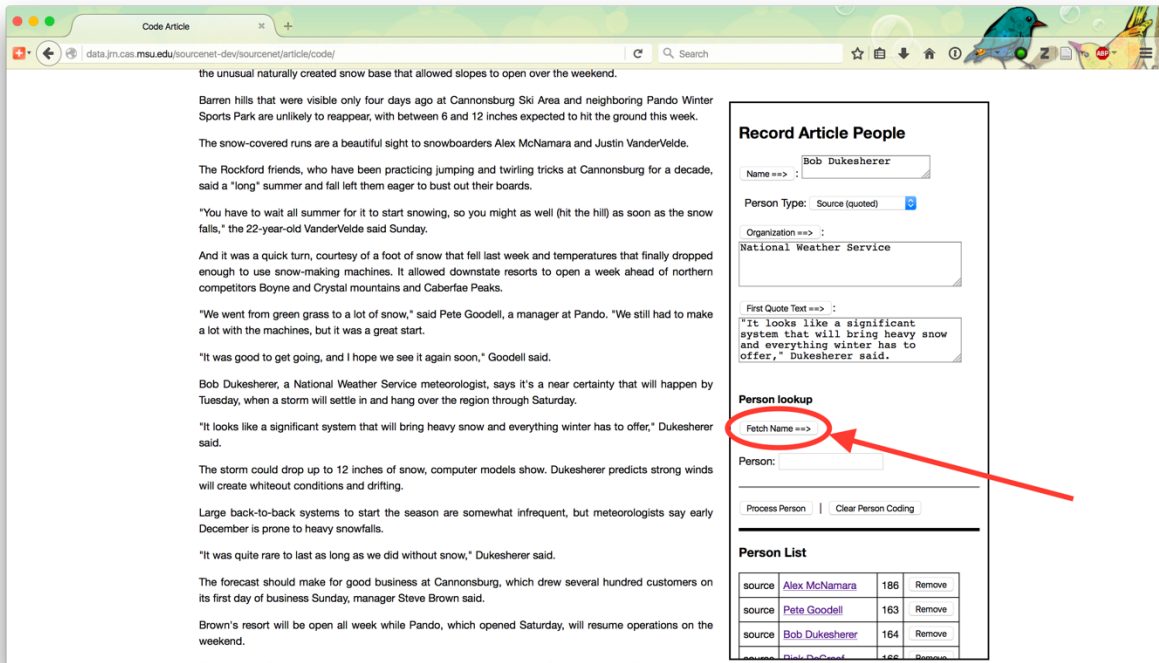 Code Article
data.jrn.cas.msu.edu/sourcenet-dev/sourcenet/article/code/
Search
ABP
the unusual naturally created snow base that allowed slopes to open over the weekend.
Barren hills that were visible only four days ago at Cannonsburg Ski Area and neighboring Pando Winter
Sports Park are unlikely to reappear, with between 6 and 12 inches expected to hit the ground this week.
The snow-covered runs are a beautiful sight to snowboarders Alex McNamara and Justin VanderVelde.
The Rockford friends, who have been practicing jumping and twirling tricks at Cannonsburg for a decade,
said a "long" summer and fall left them eager to bust out their boards.
"You have to wait all summer for it to start snowing, so you might as well (hit the hill) as soon as the snow
falls," the 22-year-old VanderVelde said Sunday.
And it was a quick turn, courtesy of a foot of snow that fell last week and temperatures that finally dropped
enough to use snow-making machines. It allowed downstate resorts to open a week ahead of northern
competitors Boyne and Crystal mountains and Caberfae Peaks.
"We went from green grass to a lot of snow," said Pete Goodell, a manager at Pando. "We still had to make
a lot with the machines, but it was a great start.
"It was good to get going, and I hope we see it again soon," Goodell said.
Bob Dukesherer, a National Weather Service meteorologist, says it's a near certainty that will happen by
Tuesday, when a storm will settle in and hang over the region through Saturday.
"It looks like a significant system that will bring heavy snow and everything winter has to offer," Dukesherer
said.
The storm could drop up to 12 inches of snow, computer models show. Dukesherer predicts strong winds
will create whiteout conditions and drifting.
Large back-to-back systems to start the season are somewhat infrequent, but meteorologists say early
December is prone to heavy snowfalls.
"It was quite rare to last as long as we did without snow," Dukesherer said.
The forecast should make for good business at Cannonsburg, which drew several hundred customers on
its first day of business Sunday, manager Steve Brown said.
Brown's resort will be open all week while Pando, which opened Saturday, will resume operations on the
weekend.
Record Article People
Name ==> : Bob Dukesherer
Person Type: Source (quoted)
Organization ==> :
National Weather Service
First Quote Text ==> :
"It looks like a significant
system that will bring heavy snow
and everything winter has to
offer," Dukesherer said.
Person lookup
Fetch Name ==>
Person:
Process Person | Clear Person Coding
Person List
source Alex McNamara 186 Remove
source Pete Goodell 163 Remove
source Bob Dukesherer 164 Remove
source Rick DeGraaf 166 Remove